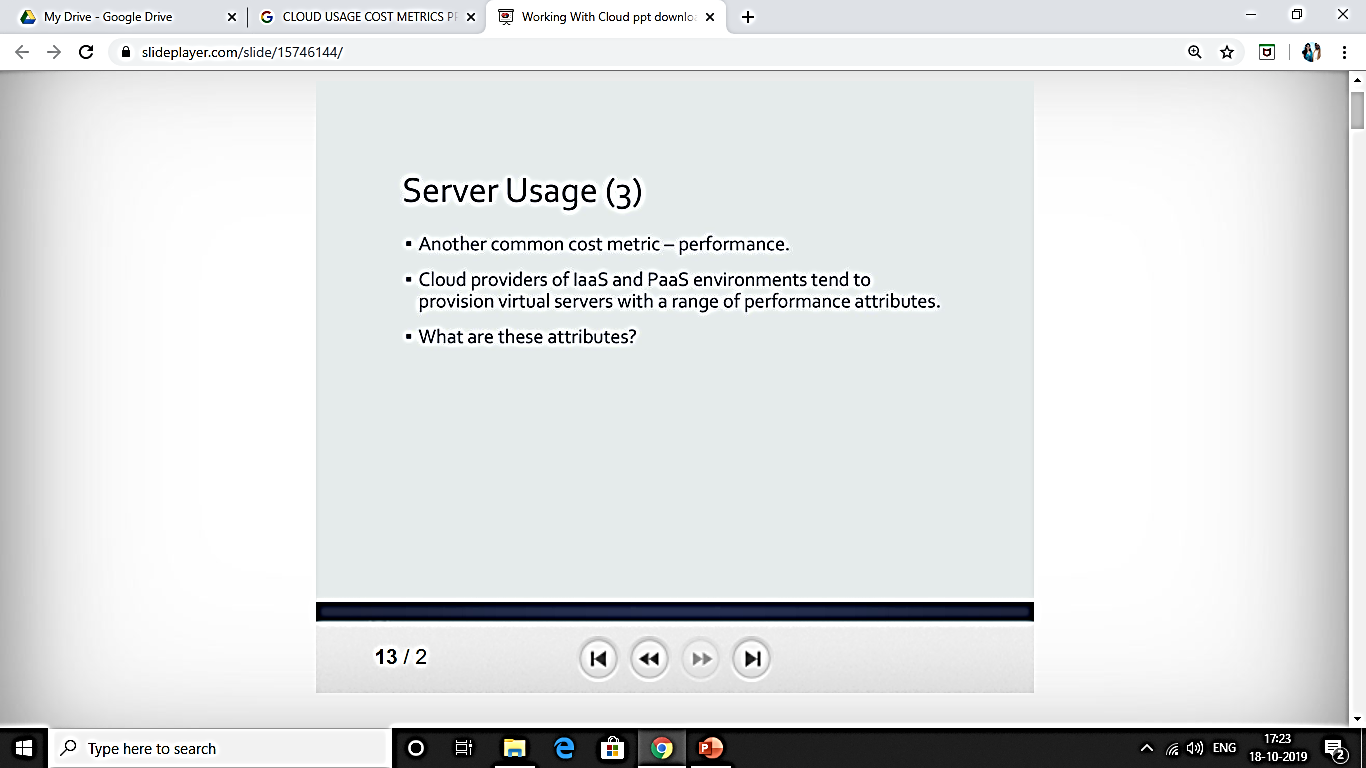 My Drive - Google Drive
CLOUD USAGE COST METRICS PP
Working With Cloud ppt downloa
slideplayer.com/slide/15746144/
Server Usage (3)
▪ Another common cost metric – performance.
▪ Cloud providers of IaaS and PaaS environments tend to
provision virtual servers with a range of performance attributes.
▪ What are these attributes?
13 / 2
Type here to search
ENG
17:23
18-10-2019
2